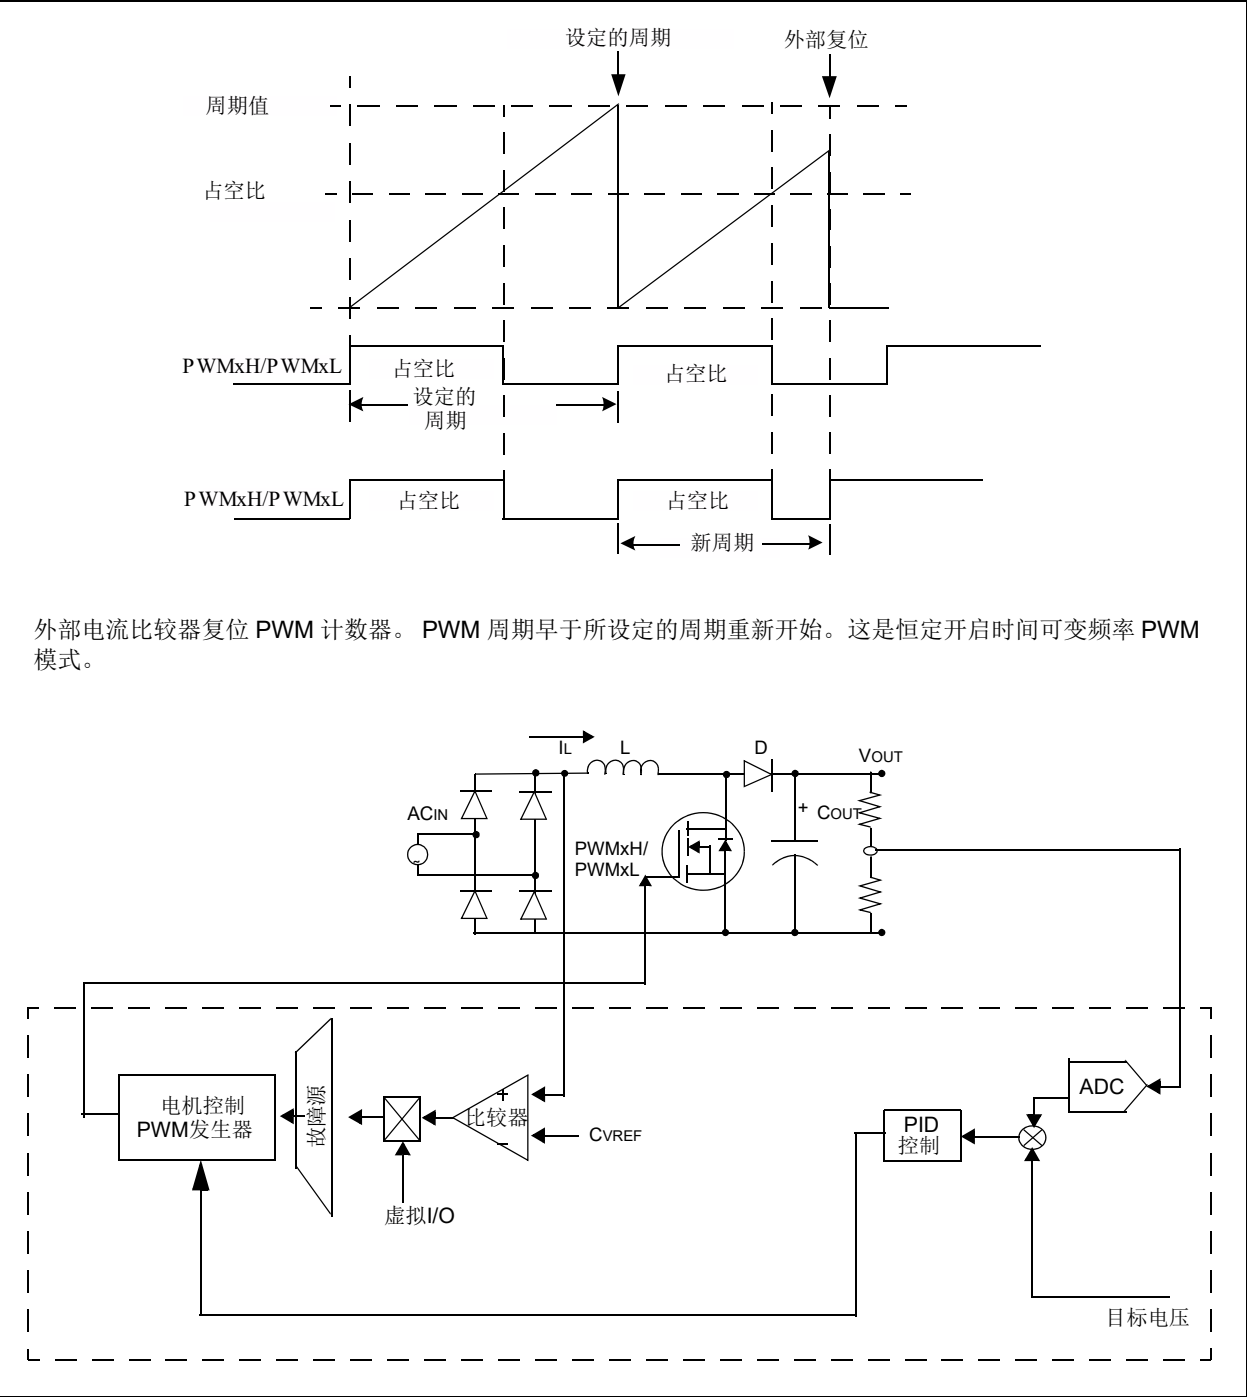 设定的周期
外部复位
周期值
占空比
PWMxH/PWMxL
占空比
占空比
设定的
周期
PWMxH/PWMxL
占空比
占空比
新周期
外部电流比较器复位 PWM 计数器。 PWM 周期早于所设定的周期重新开始。这是恒定开启时间可变频率 PWM
模式。
IL
L
D
VOUT
ACIN
+
COUT
~
PWMxH/
PWMxL
电机控制
PWM发生器
故障源
+
比较器
–
CVREF
虚拟I/O
ADC
PID
控制
目标电压